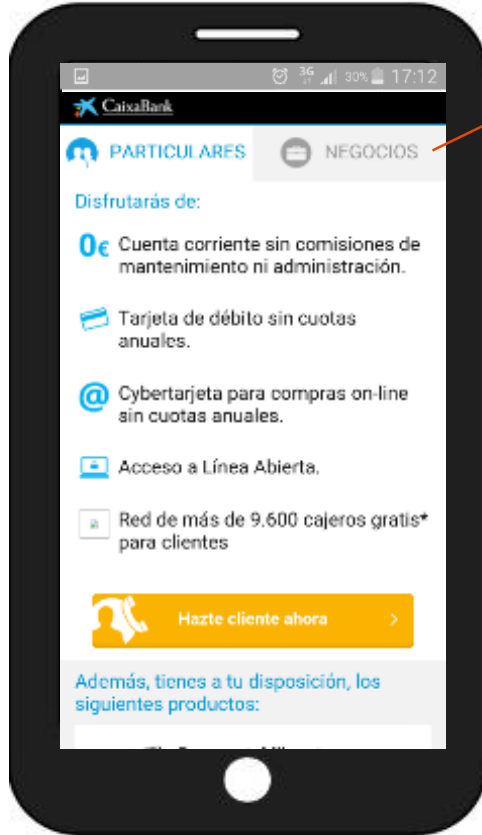 3G 30% 17:12
CaixaBank
PARTICULARES NEGOCIOS
Disfrutarás de:
0€ Cuenta corriente sin comisiones de
mantenimiento ni administración.
Tarjeta de débito sin cuotas
anuales.
@ Cybertarjeta para compras on-line
sin cuotas anuales.
Acceso a Línea Abierta.
Red de más de 9.600 cajeros gratis*
para clientes
Hazte cliente ahora >
Además, tienes a tu disposición, los
siguientes productos: